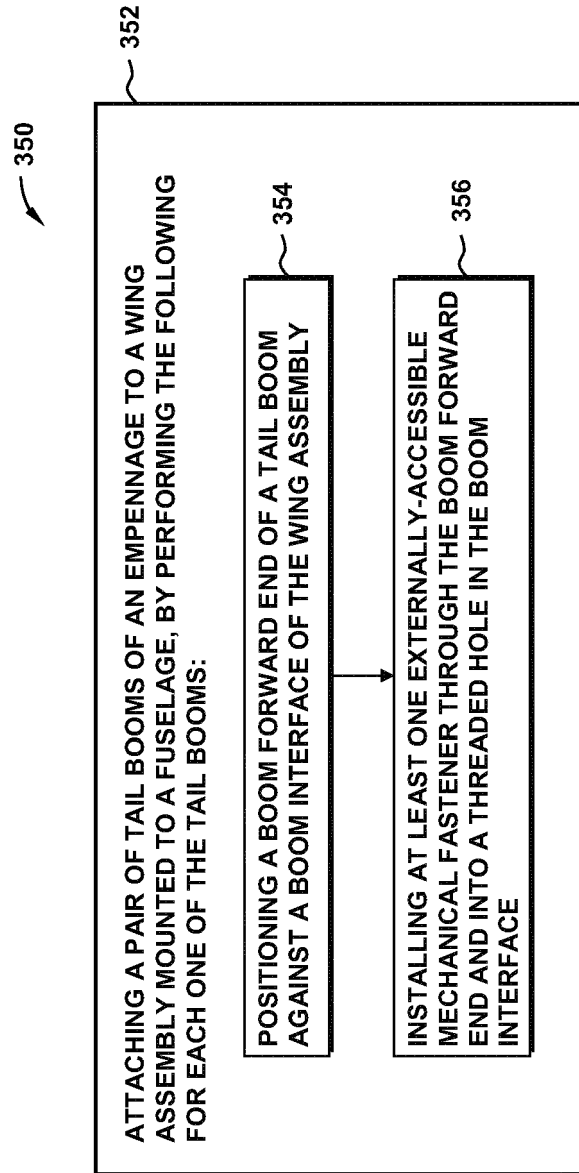 350
352
ATTACHING A PAIR OF TAIL BOOMS OF AN EMPENNAGE TO A WING
ASSEMBLY MOUNTED TO A FUSELAGE, BY PERFORMING THE FOLLOWING
FOR EACH ONE OF THE TAIL BOOMS:
354
POSITIONING A BOOM FORWARD END OF A TAIL BOOM
AGAINST A BOOM INTERFACE OF THE WING ASSEMBLY
356
INSTALLING AT LEAST ONE EXTERNALLY-ACCESSIBLE
MECHANICAL FASTENER THROUGH THE BOOM FORWARD
END AND INTO A THREADED HOLE IN THE BOOM
INTERFACE